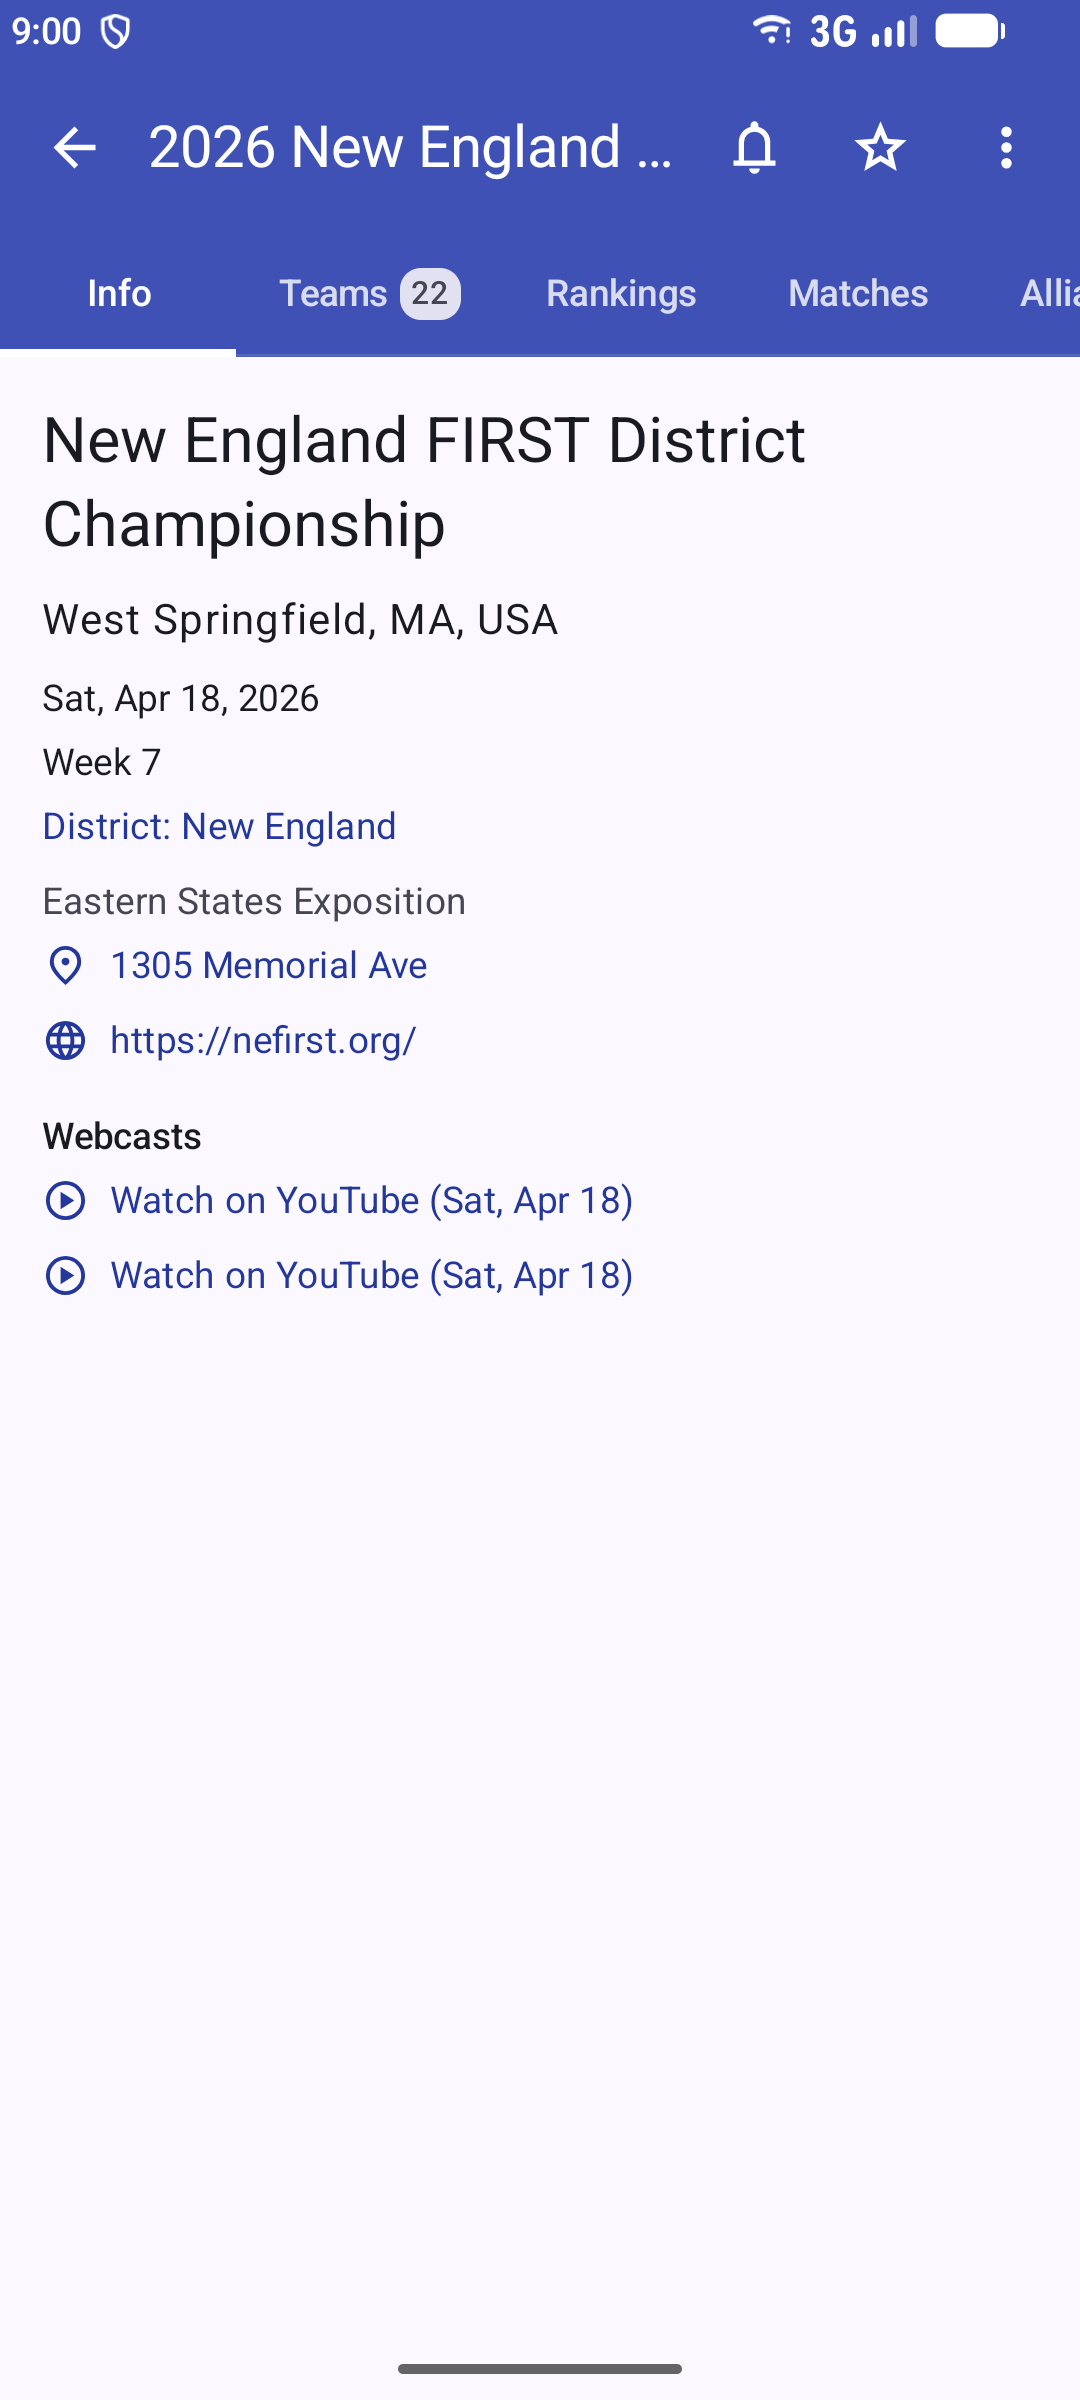 9:00
3G
2026 New England ...
Info
Teams 22
Rankings
Matches
Allia
New England FIRST District
Championship
West Springfield, MA, USA
Sat, Apr 18, 2026
Week 7
District: New England
Eastern States Exposition
1305 Memorial Ave
https://nefirst.org/
Webcasts
Watch on YouTube (Sat, Apr 18)
Watch on YouTube (Sat, Apr 18)